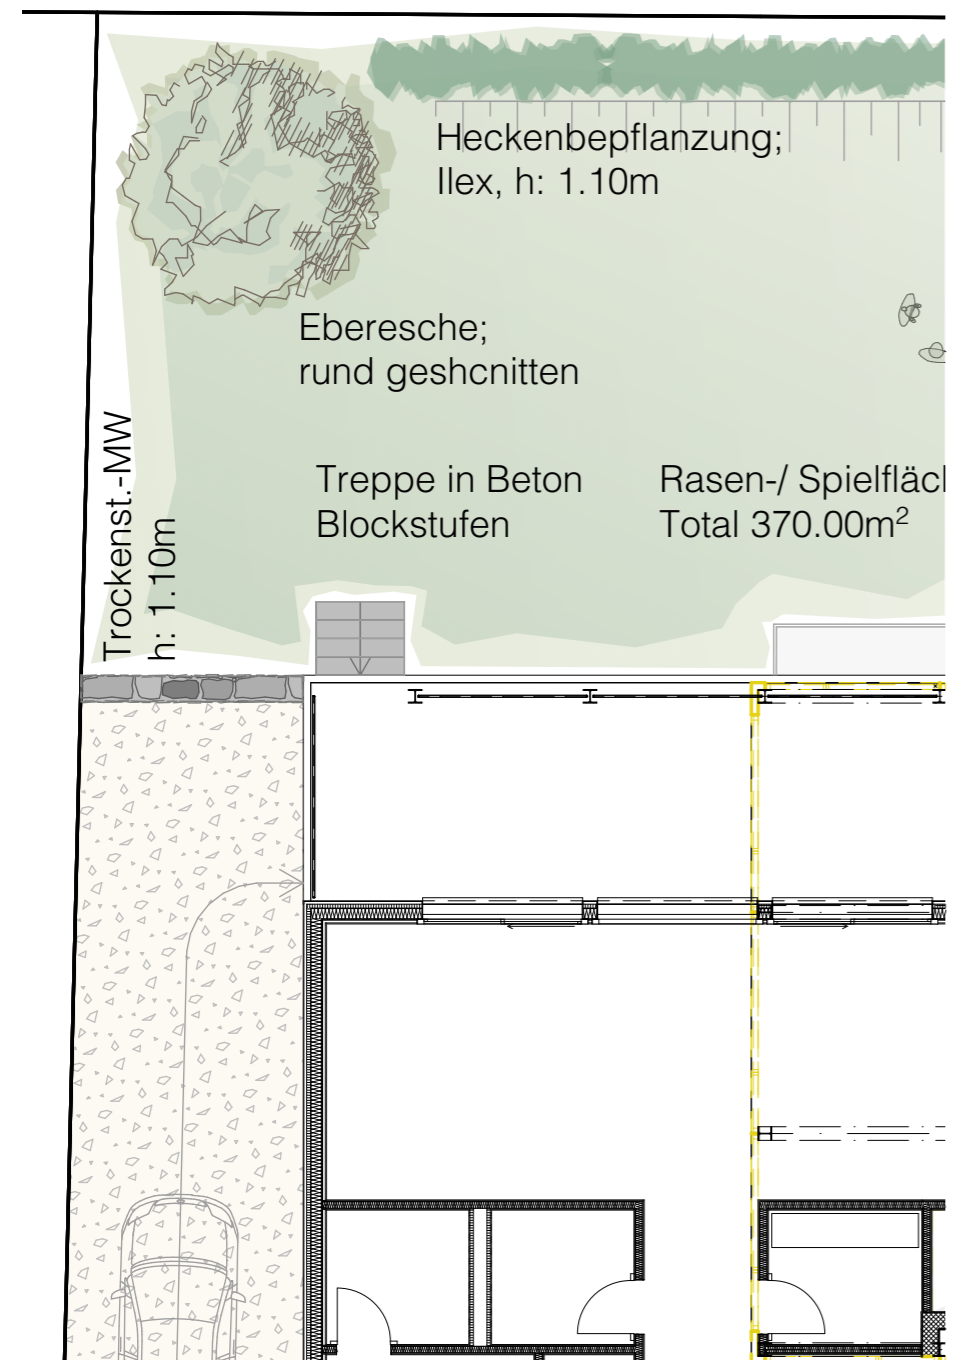 Heckenbepflanzung;
Ilex, h: 1.10m
Eberesche;
rund geshcnitten
Trockenst.-MW
h: 1.10m
Treppe in Beton
Blockstufen
Rasen-/ Spielfläc
Total 370.00m²